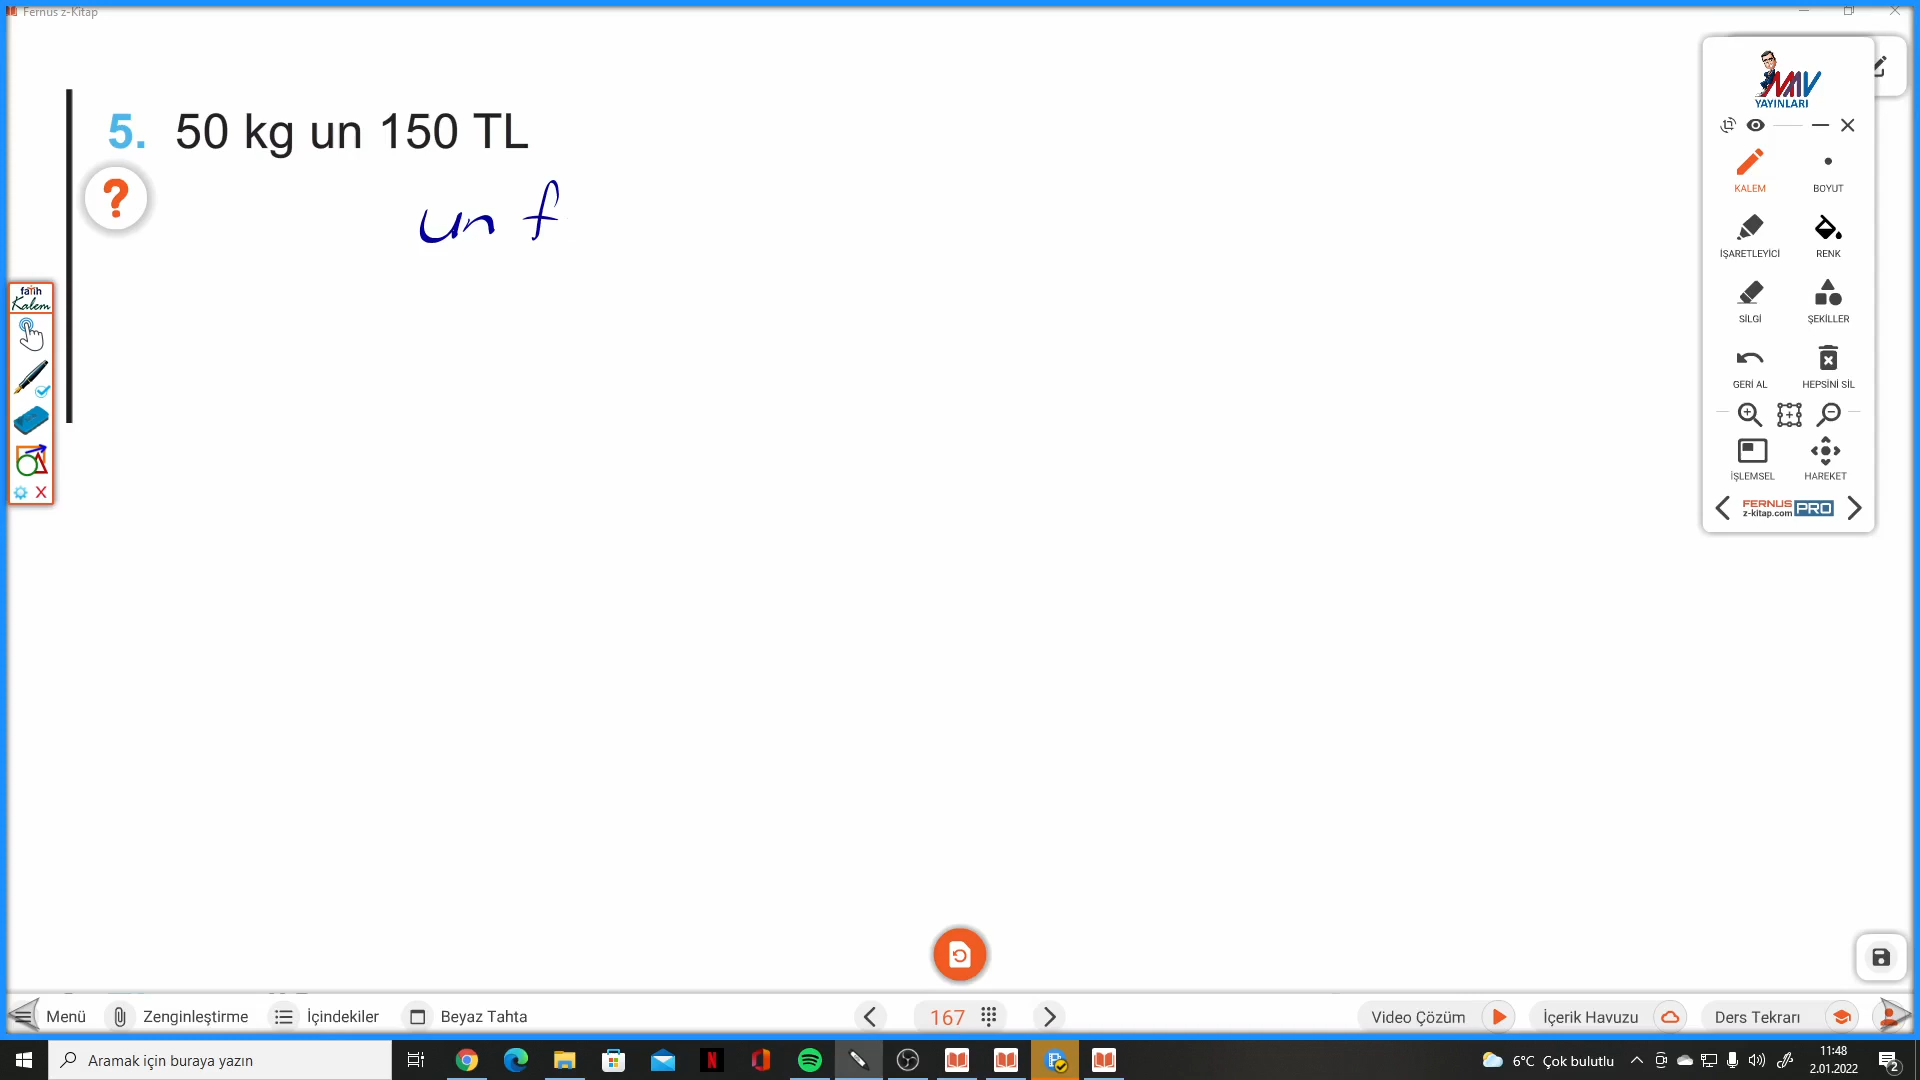 Fernus z-Kitap
5. 50 kg un 150 TL
?
un f
fatih
Kalem
YAYINLARI
KALEM
BOYUT
İŞARETLEYİCİ
RENK
SİLGİ
ŞEKİLLER
GERİ AL
HEPSİNİ SİL
İŞLEMSEL
HAREKET
FERNUS
z-kitap.com PRO
Menü
Zenginleştirme
İçindekiler
Beyaz Tahta
167
Video Çözüm
İçerik Havuzu
Ders Tekrarı
Aramak için buraya yazın
6°C Çok bulutlu
11:48
2.01.2022
2